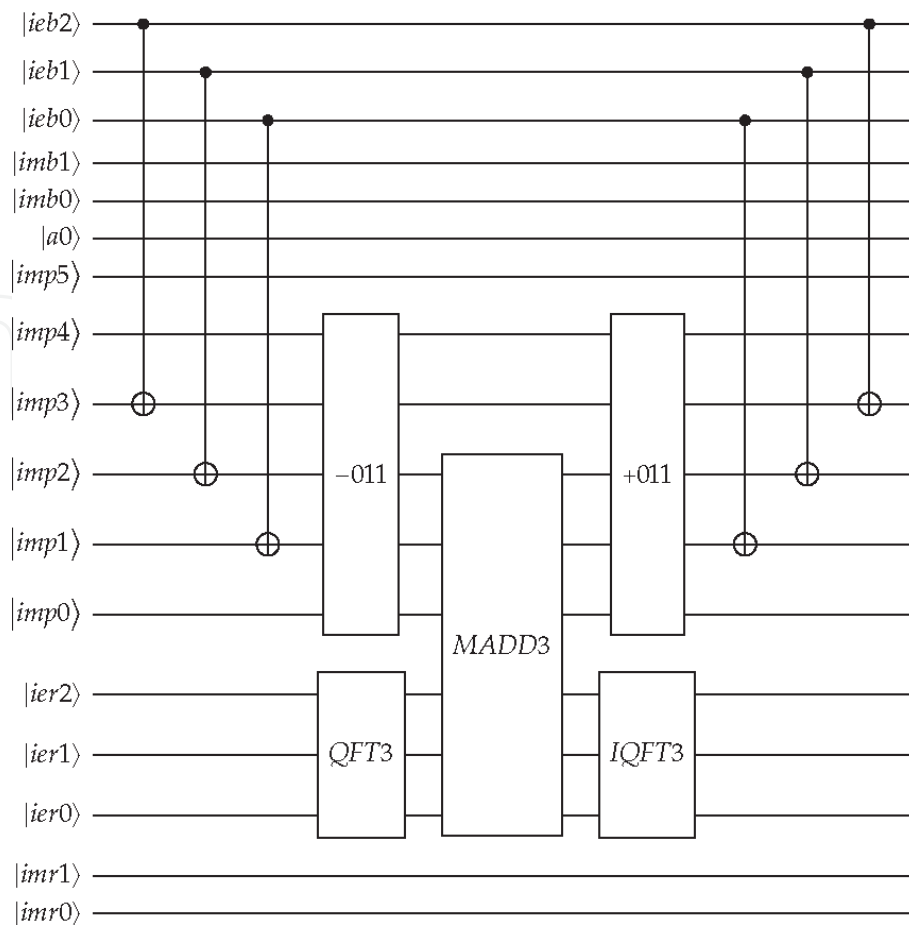 |ieb2⟩
|ieb1⟩
|ieb0⟩
|imb1⟩
|imb0⟩
|a0⟩
|imp5⟩
|imp4⟩
|imp3⟩
|imp2⟩ −011 +011
|imp1⟩
|imp0⟩
MADD3
|ier2⟩
|ier1⟩ QFT3 IQFT3
|ier0⟩
|imr1⟩
|imr0⟩